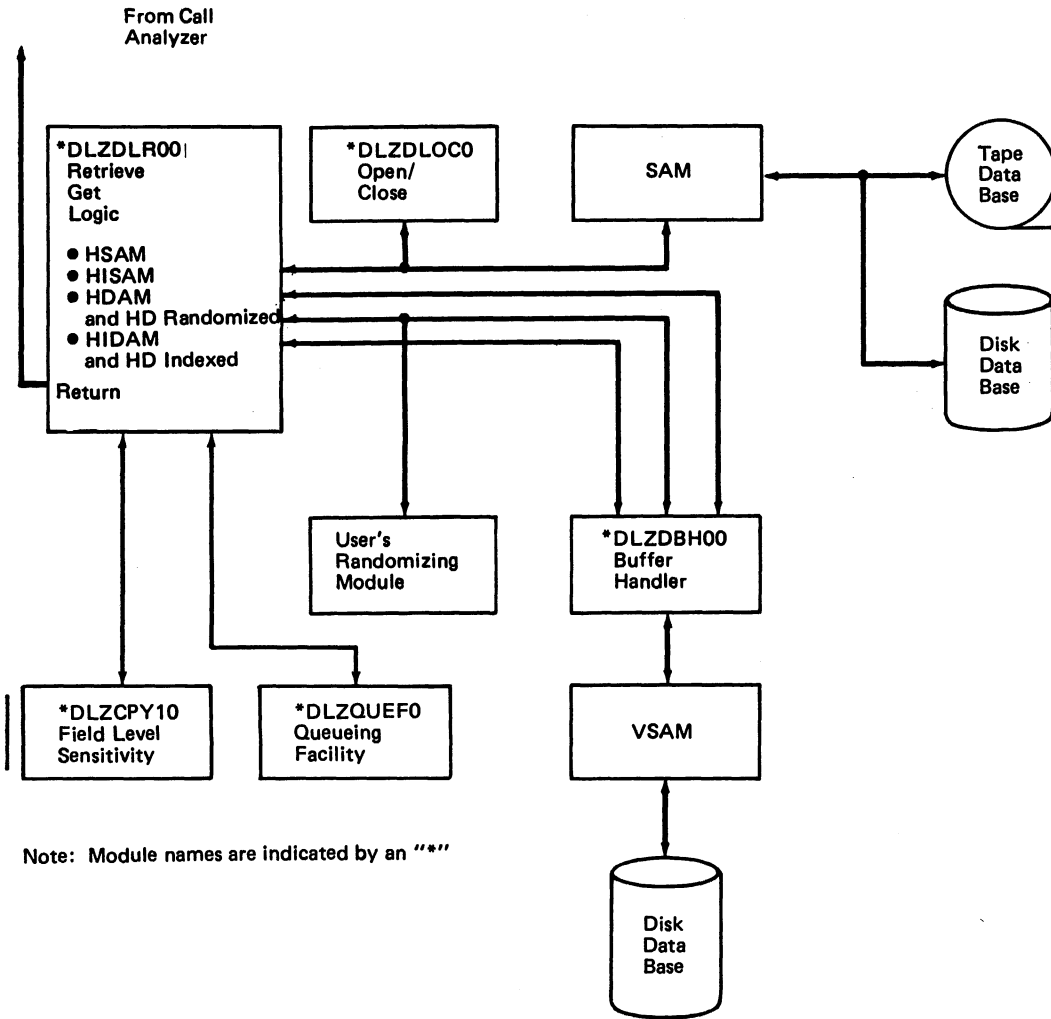 From Call
Analyzer
*DLZDLR00
Retrieve
Get
Logic
● HSAM
● HISAM
● HDAM
and HD Randomized
● HIDAM
and HD Indexed
Return
*DLZDLOC0
Open/
Close
SAM
Tape
Data
Base
Disk
Data
Base
User's
Randomizing
Module
*DLZDBH00
Buffer
Handler
*DLZCPY10
Field Level
Sensitivity
*DLZQUEF0
Queueing
Facility
VSAM
Note: Module names are indicated by an "*"
Disk
Data
Base